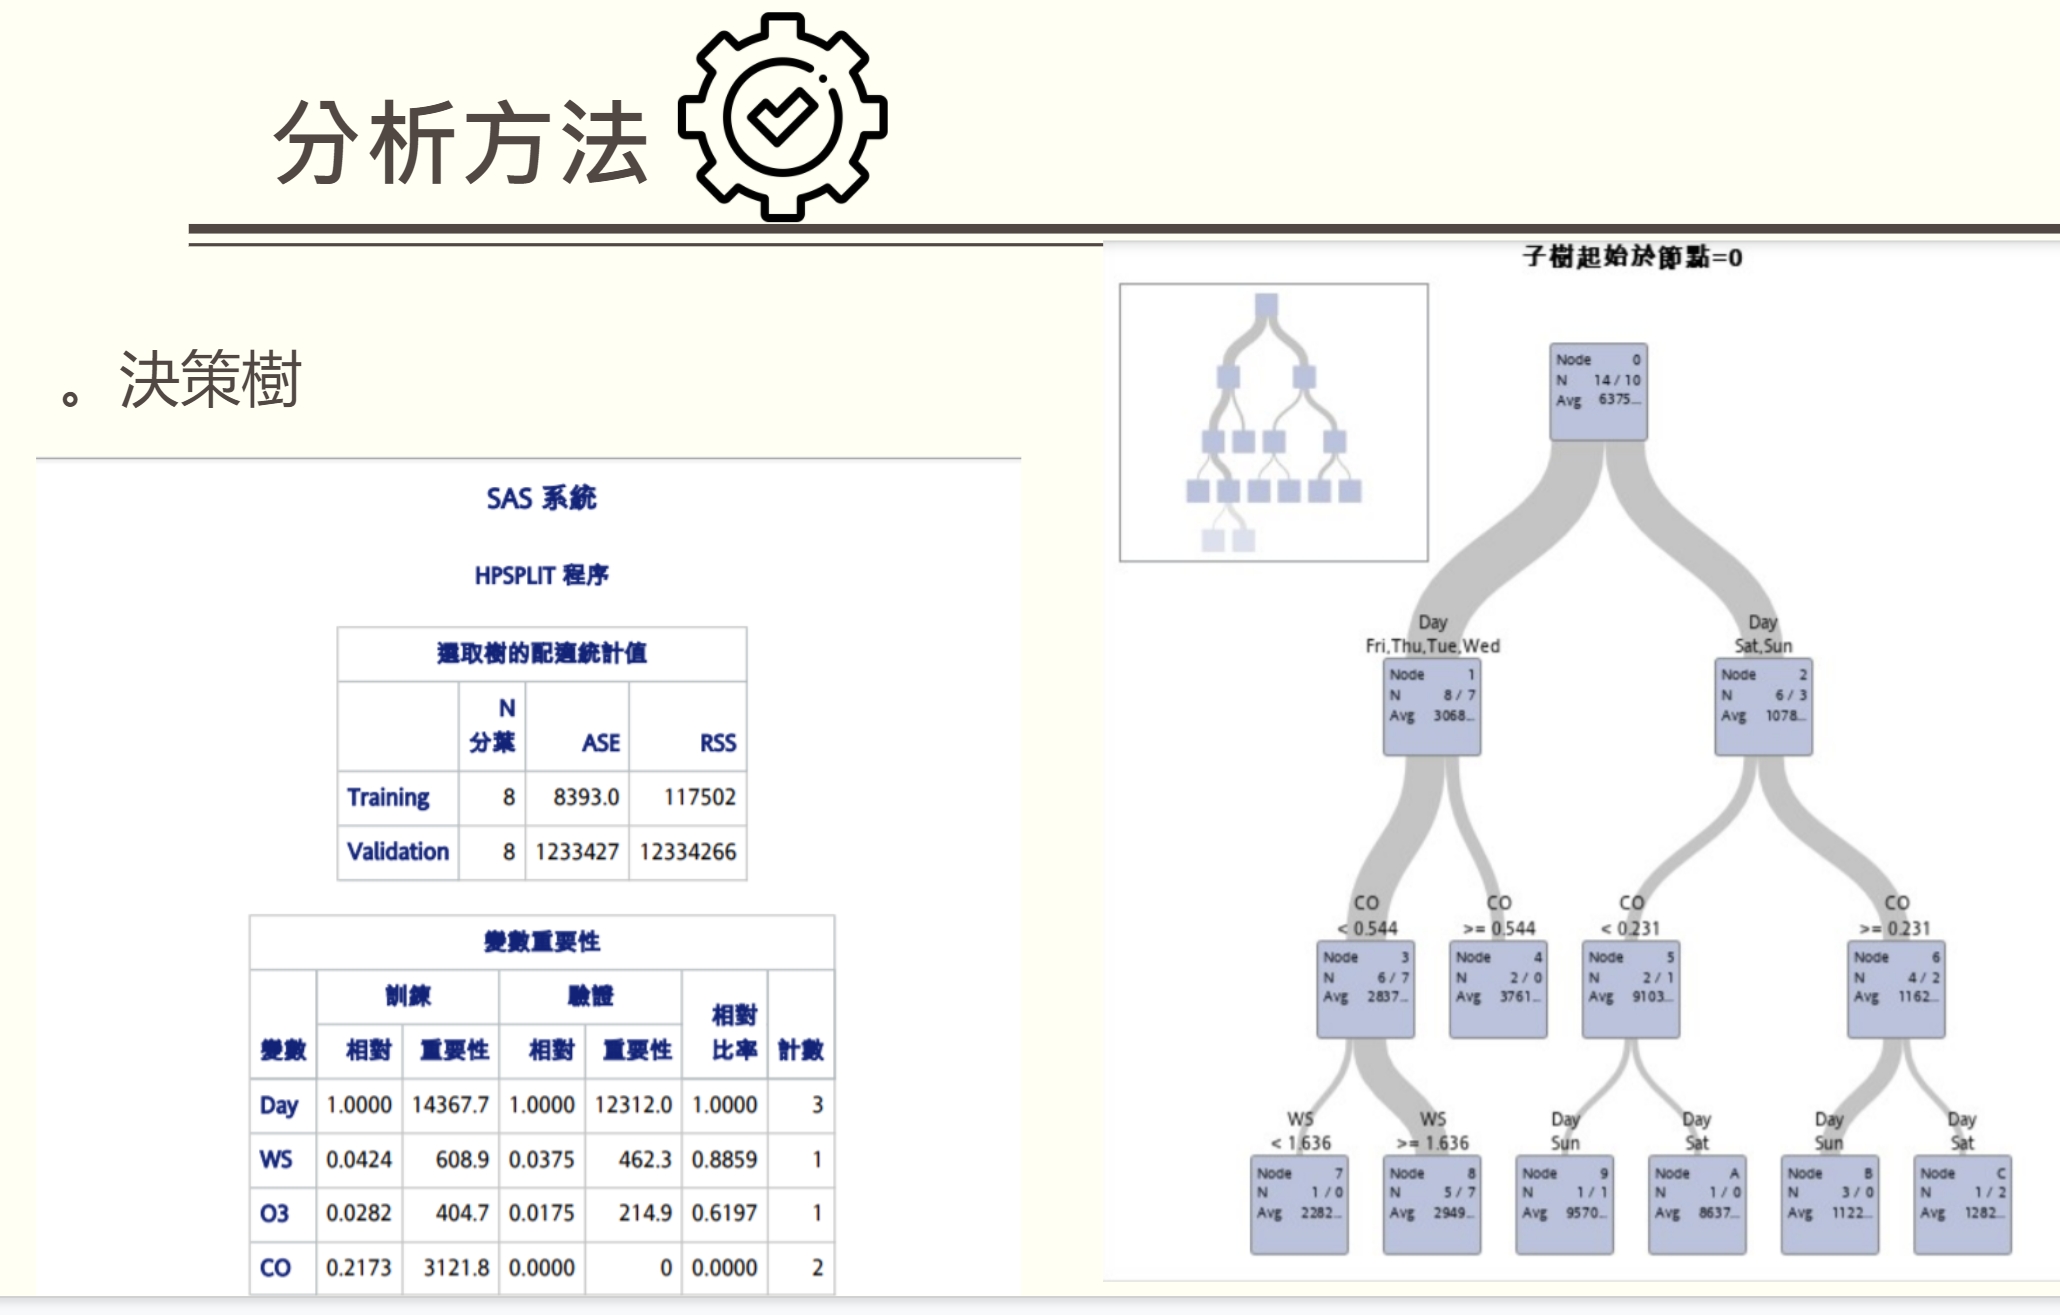 分析方法
。決策樹
SAS 系統
HPSPLIT 程序
選取樹的配適統計值
N 分葉 ASE RSS
Training 8 8393.0 117502
Validation 8 1233427 12334266
變數重要性
訓練 驗證
變數 相對 重要性 相對 重要性 相對比率 計數
Day 1.0000 14367.7 1.0000 12312.0 1.0000 3
WS 0.0424 608.9 0.0375 462.3 0.8859 1
O3 0.0282 404.7 0.0175 214.9 0.6197 1
CO 0.2173 3121.8 0.0000 0 0.0000 2
子樹起始於節點=0
Node 0
N 14 / 10
Avg 6375...
Day
Fri,Thu,Tue,Wed
Node 1
N 8 / 7
Avg 3068...
Day
Sat,Sun
Node 2
N 6 / 3
Avg 1078...
CO
< 0.544
Node 3
N 6 / 7
Avg 2837...
CO
>= 0.544
Node 4
N 2 / 0
Avg 3761...
CO
< 0.231
Node 5
N 2 / 1
Avg 9103...
CO
>= 0.231
Node 6
N 4 / 2
Avg 1162...
WS
< 1.636
Node 7
N 1 / 0
Avg 2282...
WS
>= 1.636
Node 8
N 5 / 7
Avg 2949...
Day
Sun
Node 9
N 1 / 1
Avg 9570...
Day
Sat
Node A
N 1 / 0
Avg 8637...
Day
Sun
Node B
N 3 / 0
Avg 1122...
Day
Sat
Node C
N 1 / 2
Avg 1282...